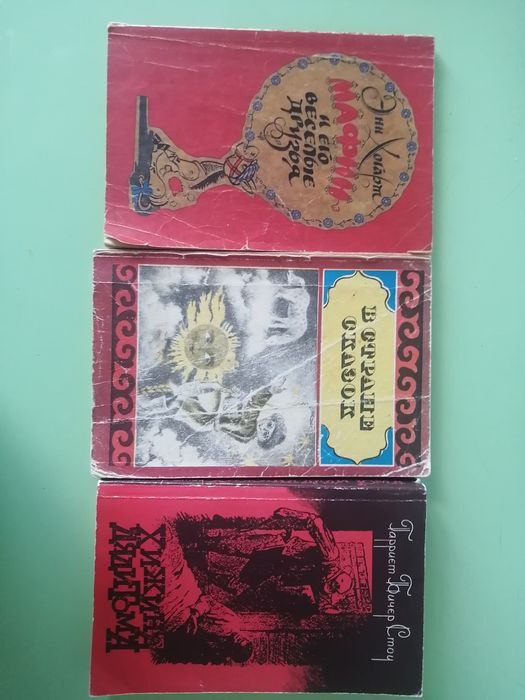 Энн Хогарт
МАФИН
И ЕГО
ВЕСЕЛЫЕ
ДРУЗЬЯ
В СТРАНЕ
СКАЗОК
Гарриет Бичер Стоу
ХИЖИНА
ДЯДИ ТОМА